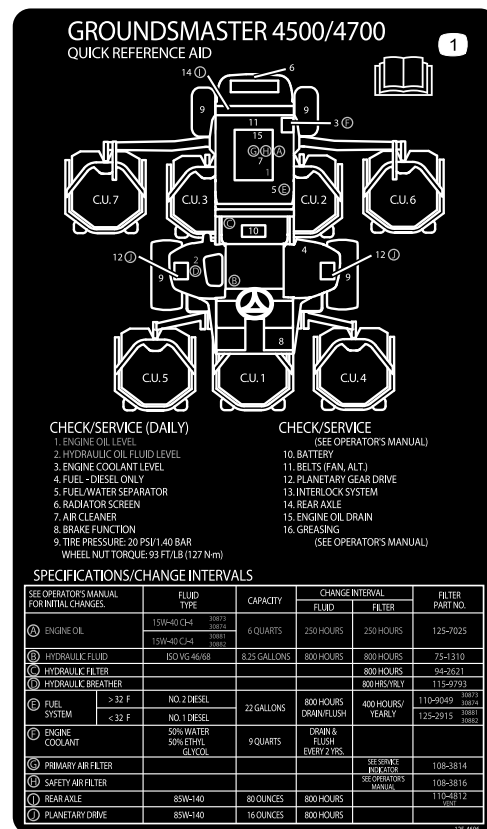 GROUNDSMASTER 4500/4700
QUICK REFERENCE AID
1
14 I
6
9
9
11
3 F
15
G H A
7
1
5 E
C.U. 7
C.U. 3
C.U. 2
C.U. 6
C
10
12 J
2
D
4
12 J
9
B
9
8
C.U. 5
C.U. 1
C.U. 4
CHECK/SERVICE (DAILY)
1. ENGINE OIL LEVEL
2. HYDRAULIC OIL FLUID LEVEL
3. ENGINE COOLANT LEVEL
4. FUEL - DIESEL ONLY
5. FUEL/WATER SEPARATOR
6. RADIATOR SCREEN
7. AIR CLEANER
8. BRAKE FUNCTION
9. TIRE PRESSURE: 20 PSI/1.40 BAR
WHEEL NUT TORQUE: 93 FT/LB (127 N·m)
CHECK/SERVICE
(SEE OPERATOR'S MANUAL)
10. BATTERY
11. BELTS (FAN, ALT.)
12. PLANETARY GEAR DRIVE
13. INTERLOCK SYSTEM
14. REAR AXLE
15. ENGINE OIL DRAIN
16. GREASING
(SEE OPERATOR'S MANUAL)
SPECIFICATIONS/CHANGE INTERVALS
SEE OPERATOR'S MANUAL FOR INITIAL CHANGES. FLUID TYPE CAPACITY CHANGE INTERVAL FLUID FILTER FILTER PART NO.
A ENGINE OIL 15W-40 CI-4 30873 30874 15W-40 CJ-4 30881 30882 6 QUARTS 250 HOURS 250 HOURS 125-7025
B HYDRAULIC FLUID ISO VG 46/68 8.25 GALLONS 800 HOURS 800 HOURS 75-1310
C HYDRAULIC FILTER 800 HOURS 94-2621
D HYDRAULIC BREATHER 800 HRS/YRLY 115-9793
E FUEL SYSTEM > 32 F NO. 2 DIESEL 22 GALLONS 800 HOURS DRAIN/FLUSH 400 HOURS/ YEARLY 110-9049 30873 30874
< 32 F NO. 1 DIESEL 125-2915 30881 30882
F ENGINE COOLANT 50% WATER 50% ETHYL GLYCOL 9 QUARTS DRAIN & FLUSH EVERY 2 YRS.
G PRIMARY AIR FILTER SEE SERVICE INDICATOR 108-3814
H SAFETY AIR FILTER SEE OPERATOR'S MANUAL 108-3816
I REAR AXLE 85W-140 80 OUNCES 800 HOURS 110-4812 VENT
J PLANETARY DRIVE 85W-140 16 OUNCES 800 HOURS